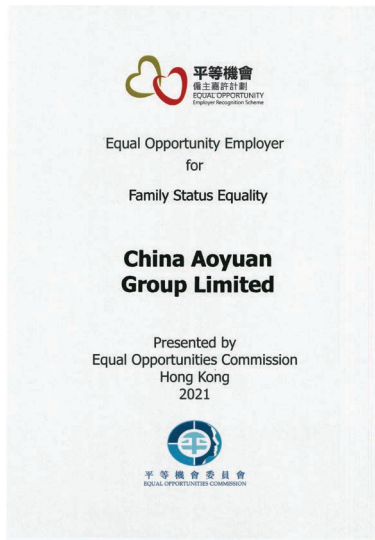 平等機會
僱主嘉許計劃
EQUAL OPPORTUNITY
Employer Recognition Scheme
Equal Opportunity Employer
for
Family Status Equality
China Aoyuan
Group Limited
Presented by
Equal Opportunities Commission
Hong Kong
2021
平等機會委員會
EQUAL OPPORTUNITIES COMMISSION